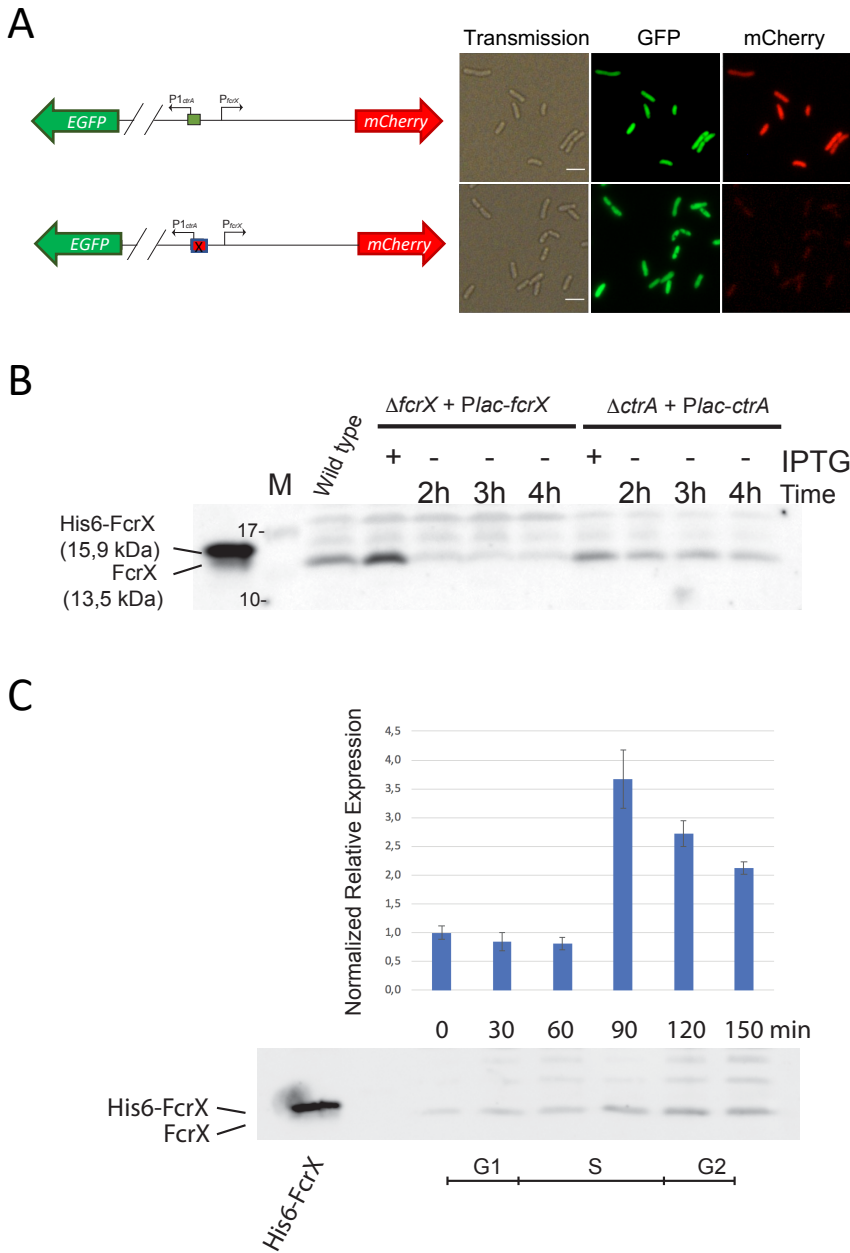 A
Transmission GFP mCherry
P1ctrA PfcrX
EGFP mCherry
P1ctrA PfcrX
EGFP X mCherry
B
ΔfcrX + Plac-fcrX ΔctrA + Plac-ctrA
Wild type
+ - - - + - - - IPTG
M 2h 3h 4h 2h 3h 4h Time
His6-FcrX 17-
(15,9 kDa)
FcrX
(13,5 kDa) 10-
C
Normalized Relative Expression
4,5
4,0
3,5
3,0
2,5
2,0
1,5
1,0
0,5
0,0
0 30 60 90 120 150 min
His6-FcrX
FcrX
His6-FcrX
G1 S G2